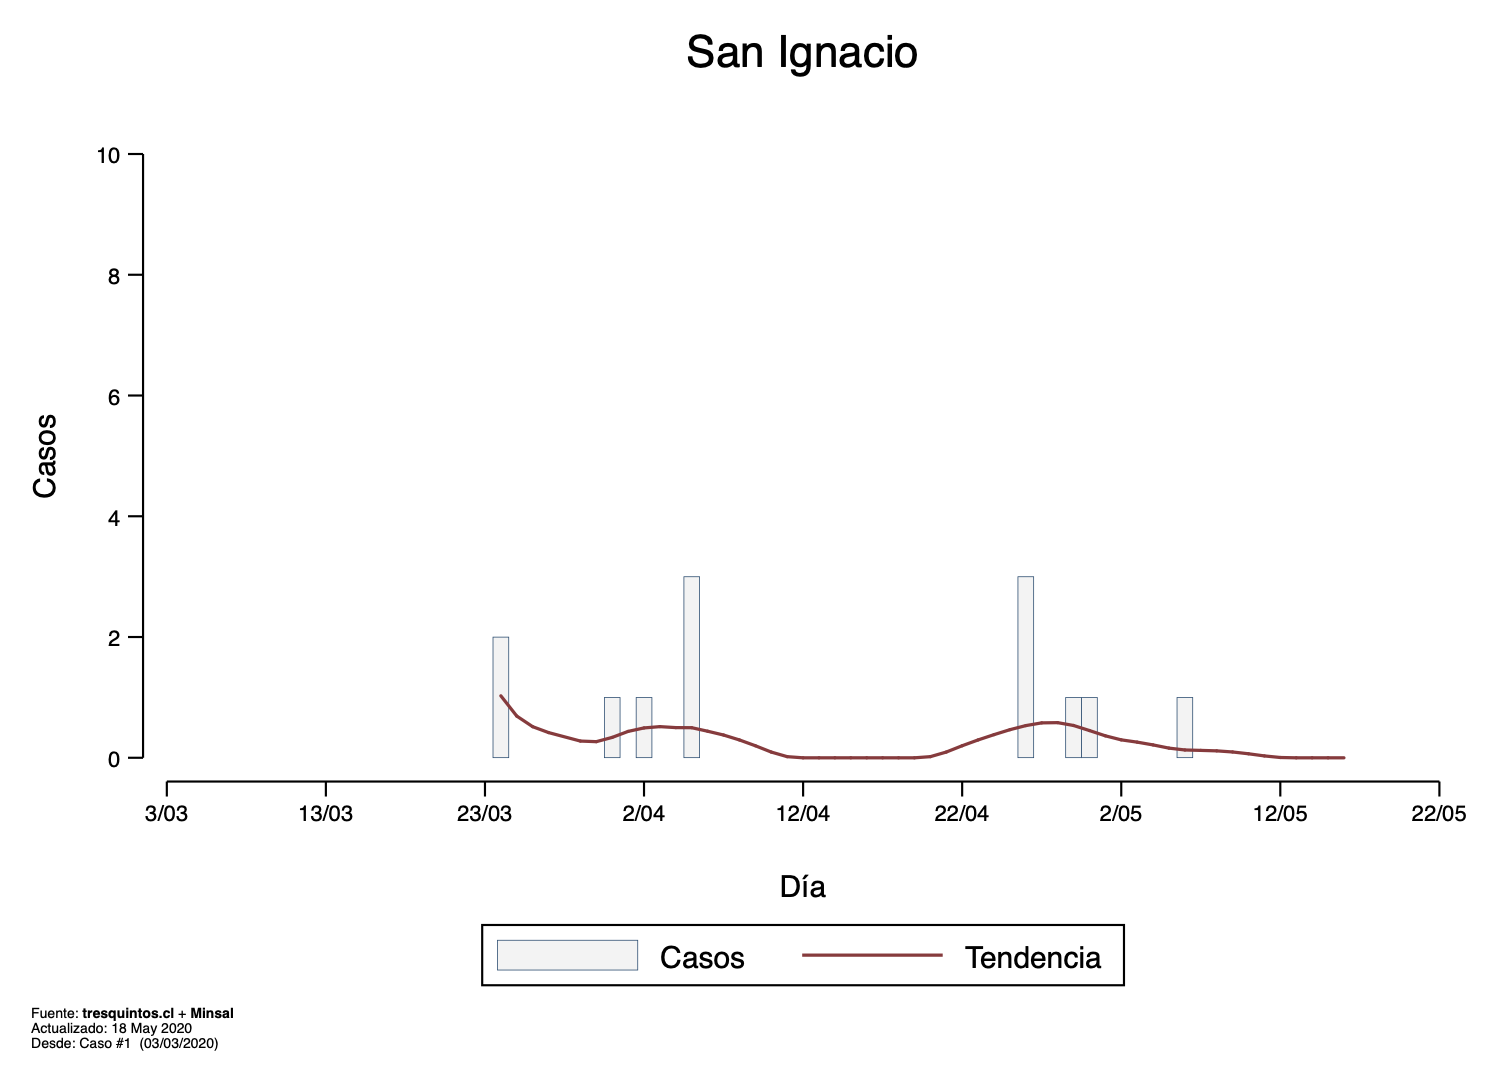 San Ignacio
10
8
6
4
2
0
Casos
3/03 13/03 23/03 2/04 12/04 22/04 2/05 12/05 22/05
Día
Casos Tendencia
Fuente: tresquintos.cl + Minsal
Actualizado: 18 May 2020
Desde: Caso #1 (03/03/2020)